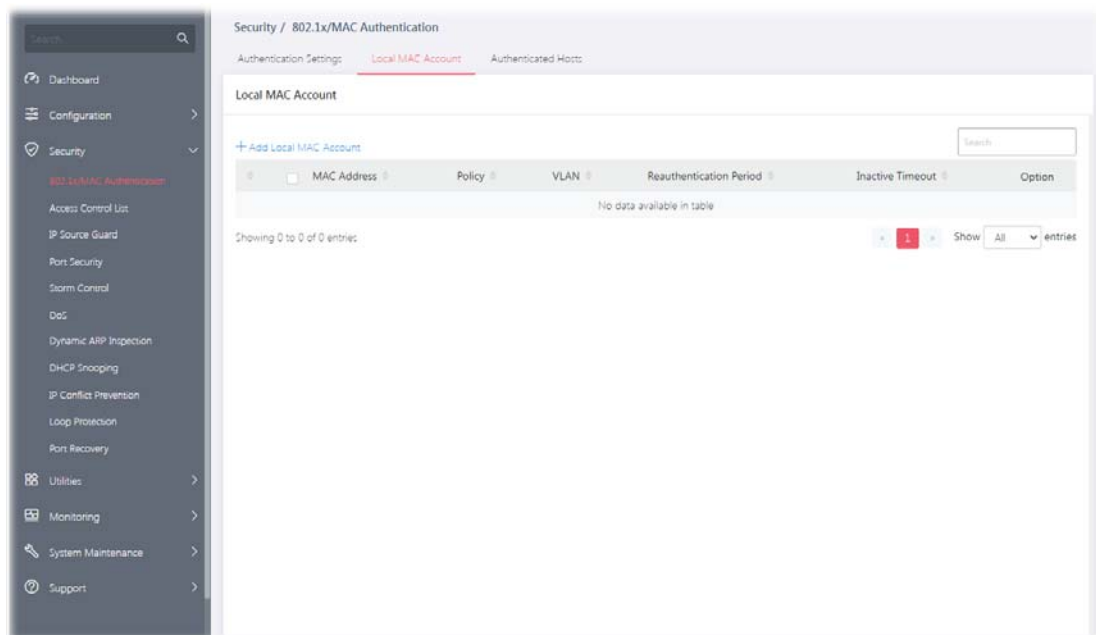 Search
Dashboard
Configuration
Security
802.1x/MAC Authentication
Access Control List
IP Source Guard
Port Security
Storm Control
DoS
Dynamic ARP Inspection
DHCP Snooping
IP Conflict Prevention
Loop Protection
Port Recovery
Utilities
Monitoring
System Maintenance
Support
Security / 802.1x/MAC Authentication
Authentication Settings Local MAC Account Authenticated Hosts
Local MAC Account
+ Add Local MAC Account
Search
MAC Address Policy VLAN Reauthentication Period Inactive Timeout Option
No data available in table
Showing 0 to 0 of 0 entries
« 1 » Show All entries